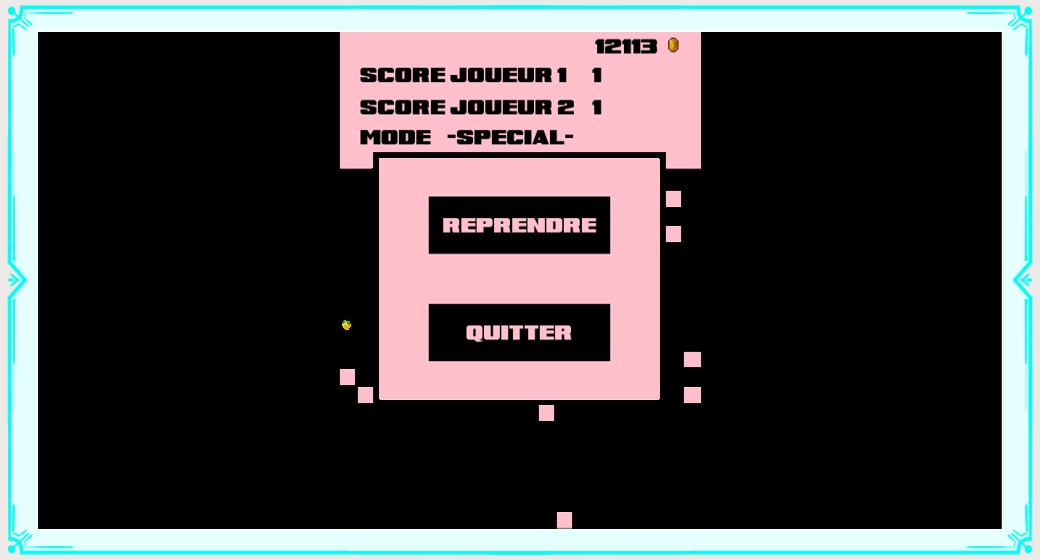 12113
SCORE JOUEUR 1 1
SCORE JOUEUR 2 1
MODE -SPECIAL-
REPRENDRE
QUITTER